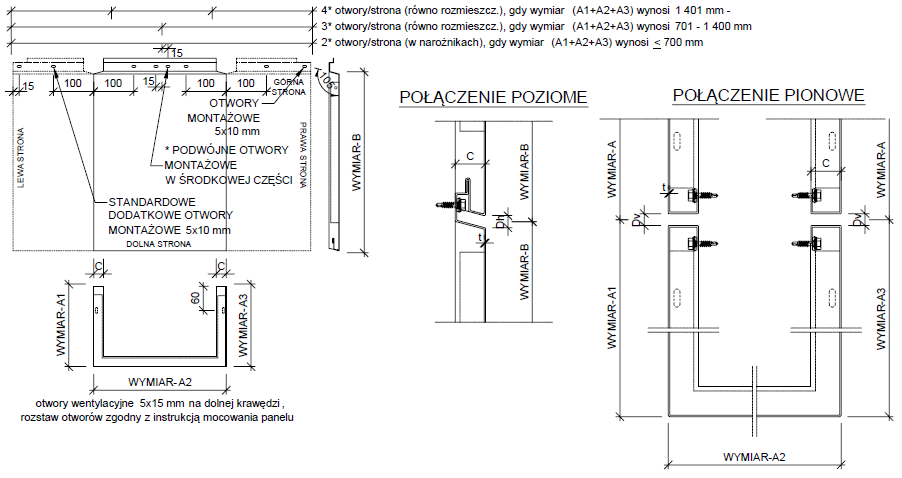 4* otwory/strona (równo rozmieszcz.), gdy wymiar (A1+A2+A3) wynosi 1 401 mm -
3* otwory/strona (równo rozmieszcz.), gdy wymiar (A1+A2+A3) wynosi 701 - 1 400 mm
2* otwory/strona (w narożnikach), gdy wymiar (A1+A2+A3) wynosi ≤ 700 mm
15
15
100
100
15
100
100
GÓRNA
STRONA
105°
OTWORY
MONTAŻOWE
5x10 mm
* PODWÓJNE OTWORY
MONTAŻOWE
W ŚRODKOWEJ CZĘŚCI
STANDARDOWE
DODATKOWE OTWORY
MONTAŻOWE 5x10 mm
DOLNA STRONA
LEWA STRONA
PRAWA STRONA
WYMIAR-B
C
C
60
WYMIAR-A1
WYMIAR-A3
WYMIAR-A2
otwory wentylacyjne 5x15 mm na dolnej krawędzi ,
rozstaw otworów zgodny z instrukcją mocowania panelu
POŁĄCZENIE POZIOME
C
WYMIAR-B
Dh
t
WYMIAR-B
POŁĄCZENIE PIONOWE
WYMIAR-A
C
WYMIAR-A
t
Dv
Dv
WYMIAR-A1
WYMIAR-A3
WYMIAR-A2